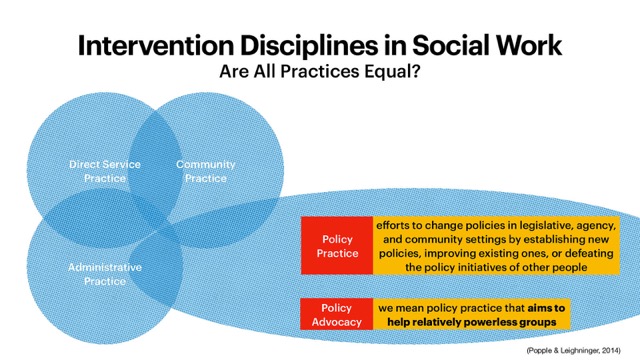 Intervention Disciplines in Social Work
Are All Practices Equal?
Direct Service
Practice
Community
Practice
Administrative
Practice
Policy
Practice
efforts to change policies in legislative, agency,
and community settings by establishing new
policies, improving existing ones, or defeating
the policy initiatives of other people
Policy
Advocacy
we mean policy practice that aims to
help relatively powerless groups
(Popple & Leighninger, 2014)